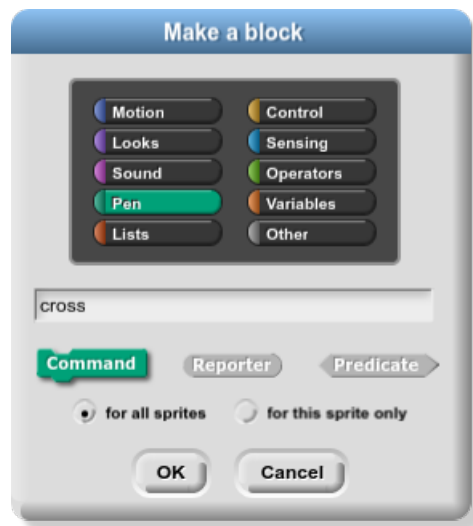 Make a block
Motion Control
Looks Sensing
Sound Operators
Pen Variables
Lists Other
cross
Command Reporter Predicate
for all sprites for this sprite only
OK Cancel